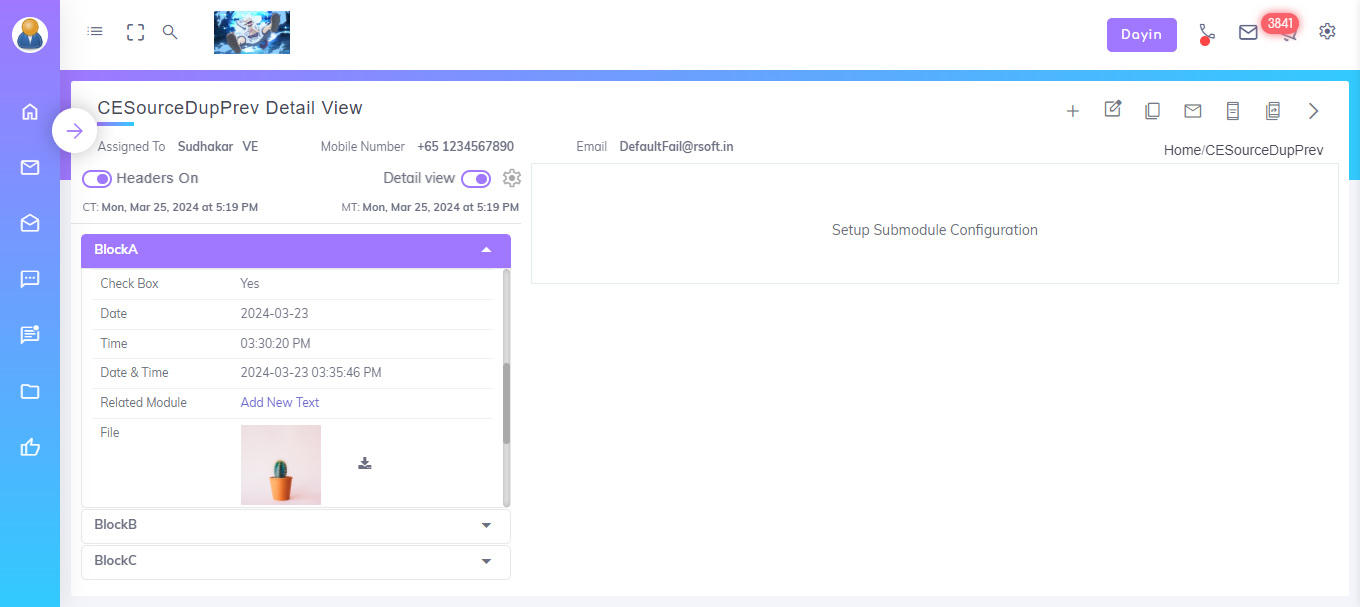 Dayin
3841
CESourceDupPrev Detail View
Assigned To Sudhakar VE Mobile Number +65 1234567890 Email DefaultFail@rsoft.in
Home/CESourceDupPrev
Headers On Detail view
CT: Mon, Mar 25, 2024 at 5:19 PM MT: Mon, Mar 25, 2024 at 5:19 PM
Setup Submodule Configuration
BlockA
Check Box Yes
Date 2024-03-23
Time 03:30:20 PM
Date & Time 2024-03-23 03:35:46 PM
Related Module Add New Text
File
BlockB
BlockC